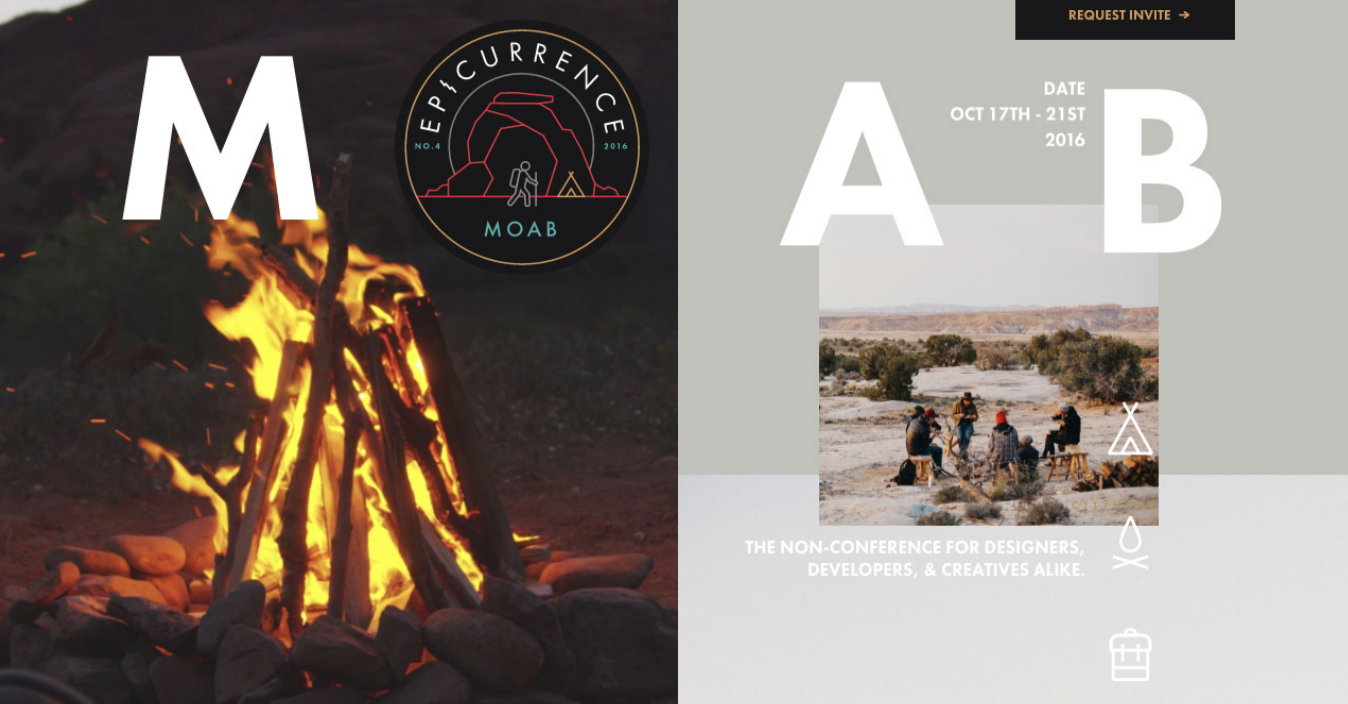 REQUEST INVITE →
M
EPICURRENCE
NO.4
2016
MOAB
A
B
DATE
OCT 17TH - 21ST
2016
THE NON-CONFERENCE FOR DESIGNERS,
DEVELOPERS, & CREATIVES ALIKE.